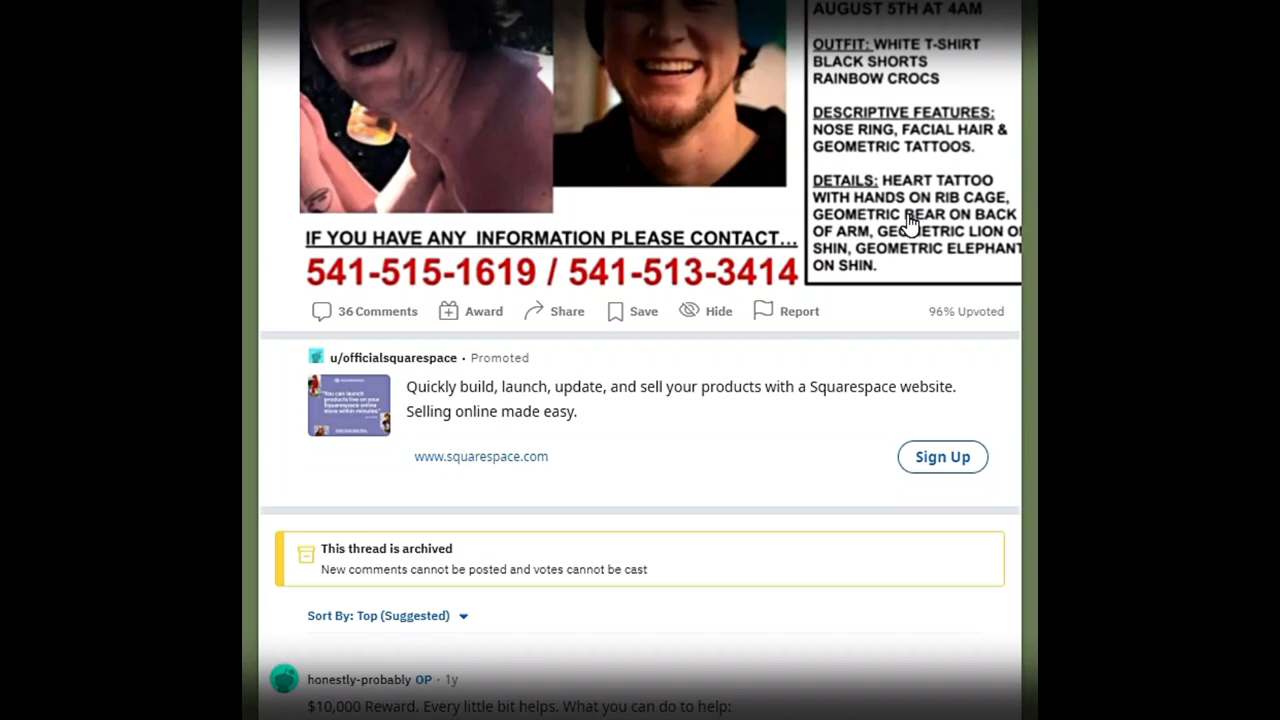 AUGUST 5TH AT 4AM
OUTFIT: WHITE T-SHIRT
BLACK SHORTS
RAINBOW CROCS
DESCRIPTIVE FEATURES:
NOSE RING, FACIAL HAIR &
GEOMETRIC TATTOOS.
DETAILS: HEART TATTOO
WITH HANDS ON RIB CAGE,
GEOMETRIC BEAR ON BACK
OF ARM, GEOMETRIC LION O
SHIN, GEOMETRIC ELEPHANT
ON SHIN.
IF YOU HAVE ANY INFORMATION PLEASE CONTACT...
541-515-1619 / 541-513-3414
36 Comments Award Share Save Hide Report 96% Upvoted
u/officialsquarespace • Promoted
Quickly build, launch, update, and sell your products with a Squarespace website.
Selling online made easy.
www.squarespace.com
Sign Up
This thread is archived
New comments cannot be posted and votes cannot be cast
Sort By: Top (Suggested)
honestly-probably OP · 1y
$10,000 Reward. Every little bit helps. What you can do to help: